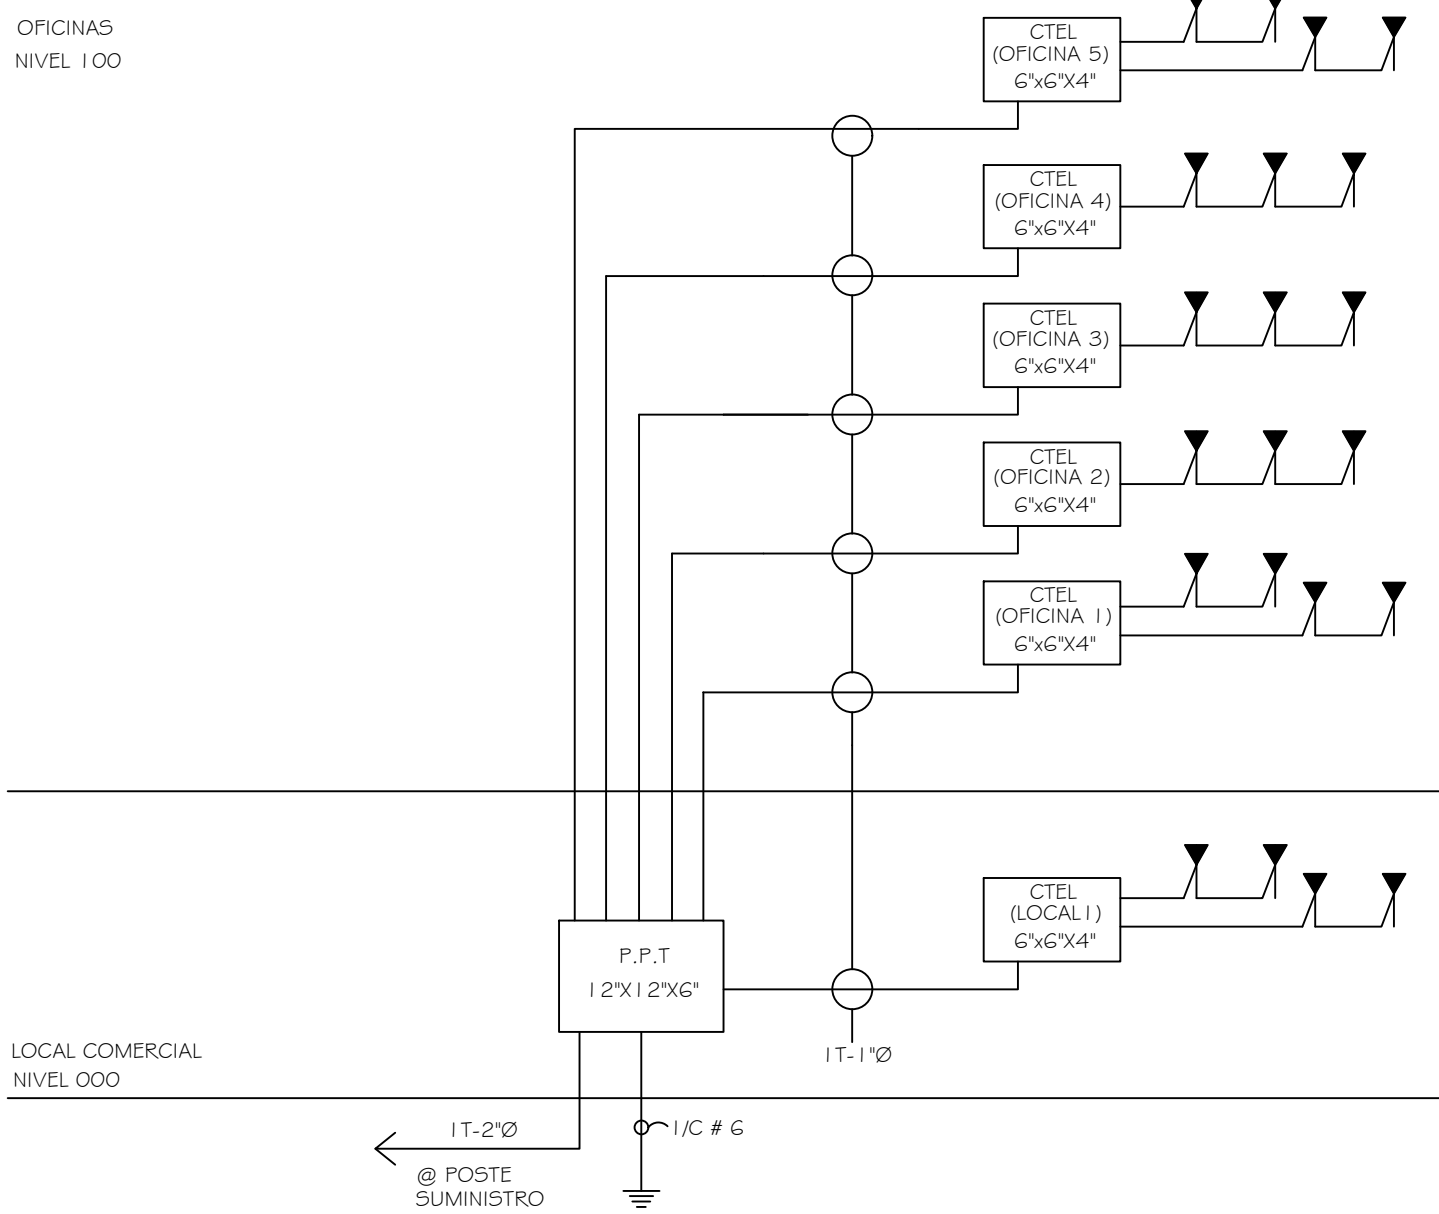 OFICINAS
NIVEL 100
CTEL
(OFICINA 5)
6"x6"X4"
CTEL
(OFICINA 4)
6"x6"X4"
CTEL
(OFICINA 3)
6"x6"X4"
CTEL
(OFICINA 2)
6"x6"X4"
CTEL
(OFICINA 1)
6"x6"X4"
CTEL
(LOCAL1)
6"x6"X4"
P.P.T
12"X12"X6"
1T-1"Ø
LOCAL COMERCIAL
NIVEL 000
1T-2"Ø
1/C # 6
@ POSTE
SUMINISTRO